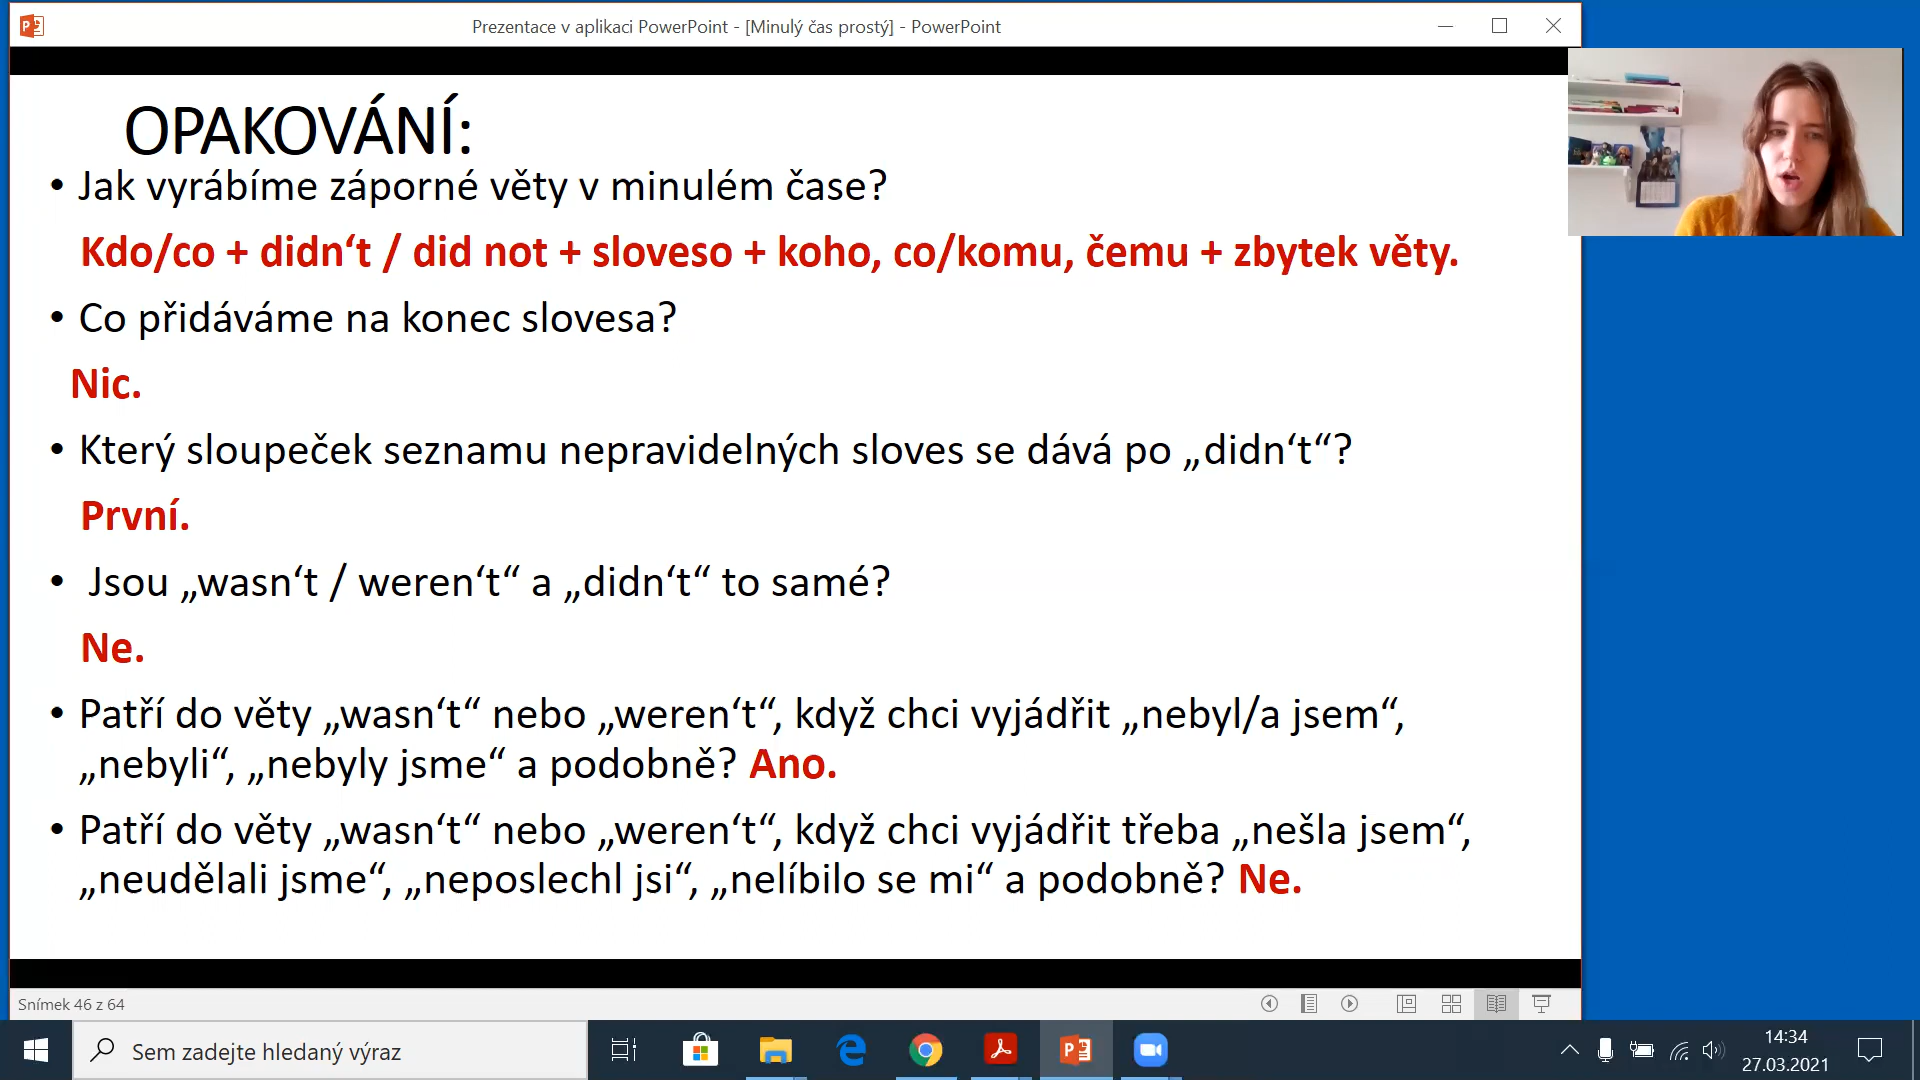 Prezentace v aplikaci PowerPoint - [Minulý čas prostý] - PowerPoint
OPAKOVÁNÍ:
• Jak vyrábíme záporné věty v minulém čase?
Kdo/co + didn‘t / did not + sloveso + koho, co/komu, čemu + zbytek věty.
• Co přidáváme na konec slovesa?
Nic.
• Který sloupeček seznamu nepravidelných sloves se dává po „didn‘t“?
První.
• Jsou „wasn‘t / weren‘t“ a „didn‘t“ to samé?
Ne.
• Patří do věty „wasn‘t“ nebo „weren‘t“, když chci vyjádřit „nebyl/a jsem“,
„nebyli“, „nebyly jsme“ a podobně? Ano.
• Patří do věty „wasn‘t“ nebo „weren‘t“, když chci vyjádřit třeba „nešla jsem“,
„neudělali jsme“, „neposlechl jsi“, „nelíbilo se mi“ a podobně? Ne.
Snímek 46 z 64
Sem zadejte hledaný výraz
14:34
27.03.2021